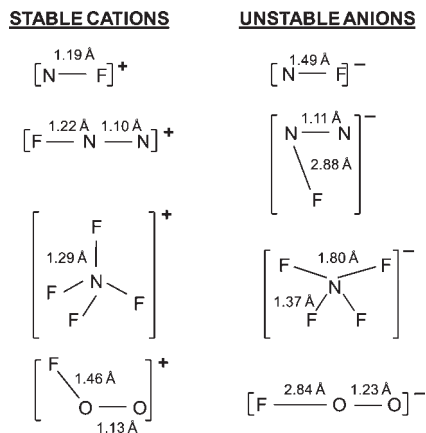 STABLE CATIONS
UNSTABLE ANIONS
1.19 Å
[N — F]+
1.49 Å
[N — F]−
1.22 Å 1.10 Å
[F — N — N]+
1.11 Å
N — N
−
2.88 Å
F
+
F
1.29 Å
N
F
F
F
−
1.80 Å
F
F
N
1.37 Å
F
F
+
F
1.46 Å
O — O
1.13 Å
2.84 Å 1.23 Å
[F — O — O]−